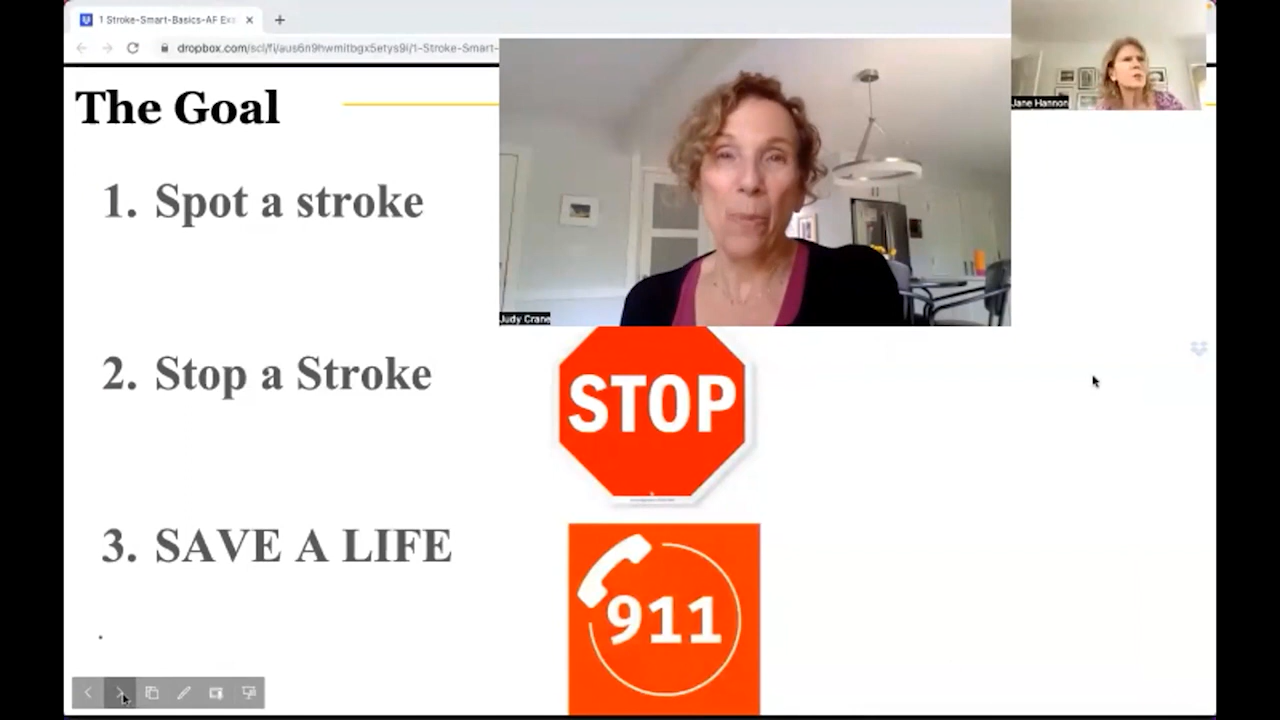 1 Stroke-Smart-Basics-AF Exa
dropbox.com/scl/fi/aus6n9hwmitbgx5etys9i/1-Stroke-Smart-
Jane Hannon
The Goal
1. Spot a stroke
Judy Crane
2. Stop a Stroke
STOP
3. SAVE A LIFE
911
.